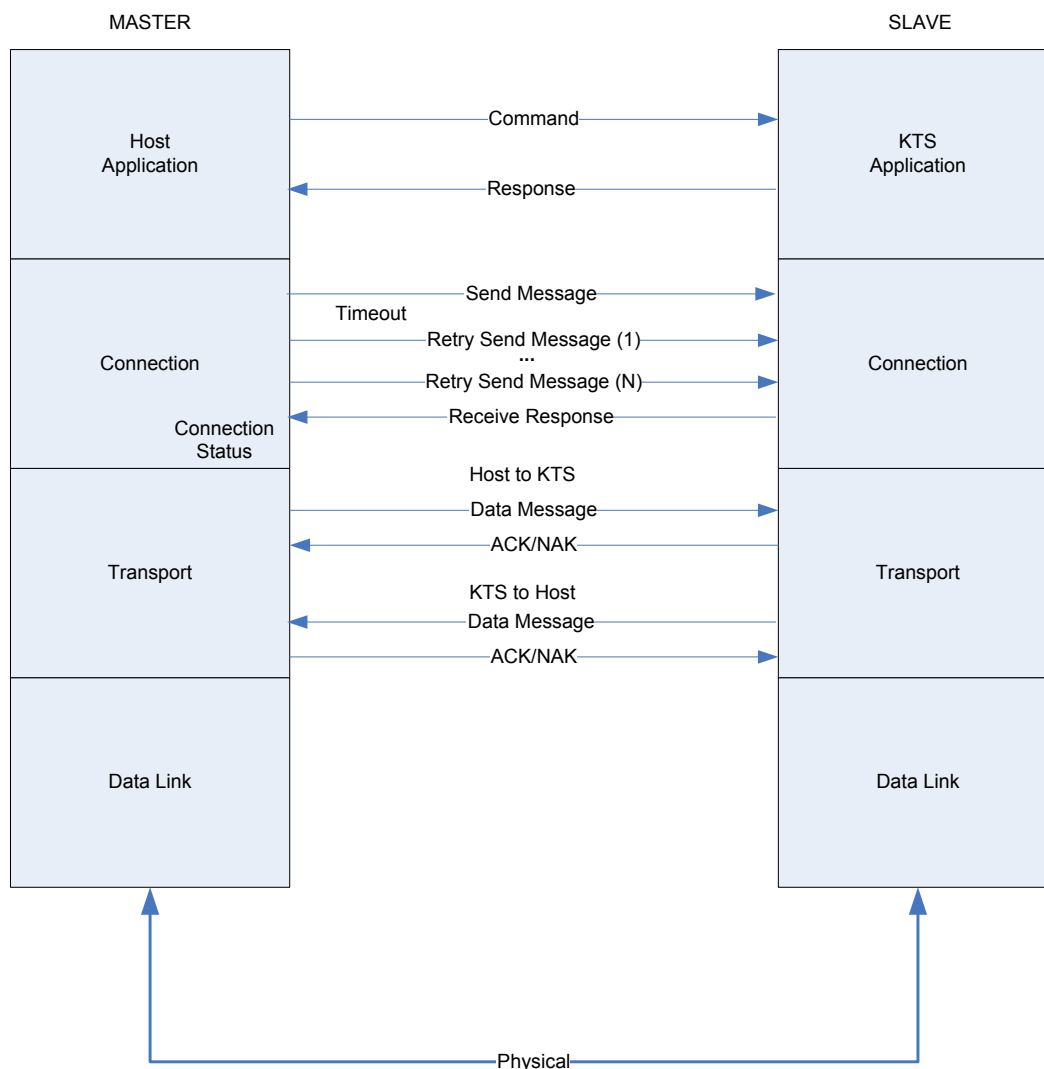 MASTER
SLAVE
Host
Application
Command
Response
KTS
Application
Connection
Connection
Status
Send Message
Timeout
Retry Send Message (1)
...
Retry Send Message (N)
Receive Response
Connection
Transport
Host to KTS
Data Message
ACK/NAK
KTS to Host
Data Message
ACK/NAK
Transport
Data Link
Data Link
Physical